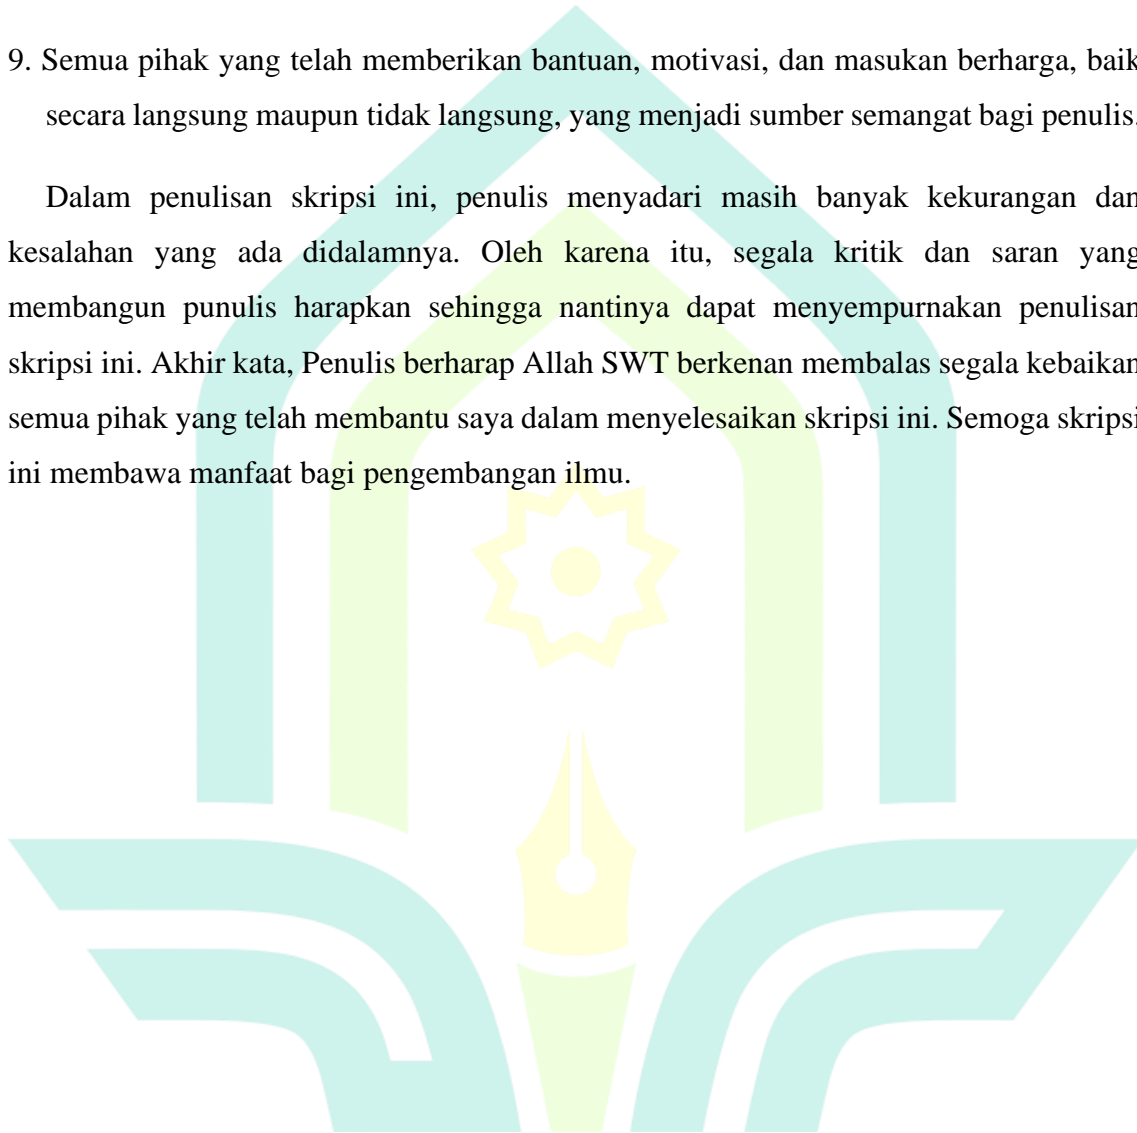 9. Semua pihak yang telah memberikan bantuan, motivasi, dan masukan berharga, baik
secara langsung maupun tidak langsung, yang menjadi sumber semangat bagi penulis.
Dalam penulisan skripsi ini, penulis menyadari masih banyak kekurangan dan
kesalahan yang ada didalamnya. Oleh karena itu, segala kritik dan saran yang
membangun punulis harapkan sehingga nantinya dapat menyempurnakan penulisan
skripsi ini. Akhir kata, Penulis berharap Allah SWT berkenan membalas segala kebaikan
semua pihak yang telah membantu saya dalam menyelesaikan skripsi ini. Semoga skripsi
ini membawa manfaat bagi pengembangan ilmu.